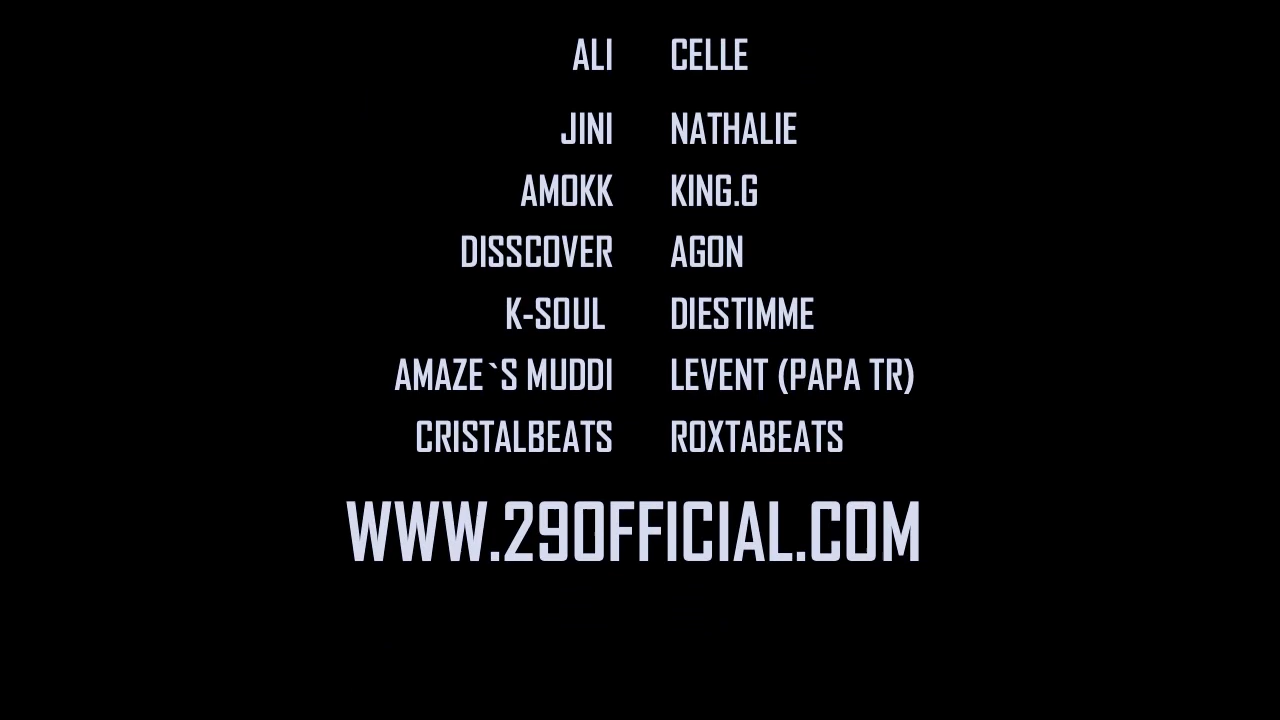 ALI CELLE
JINI NATHALIE
AMOKK KING.G
DISSCOVER AGON
K-SOUL DIESTIMME
AMAZE`S MUDDI LEVENT (PAPA TR)
CRISTALBEATS ROXTABEATS
WWW.29OFFICIAL.COM